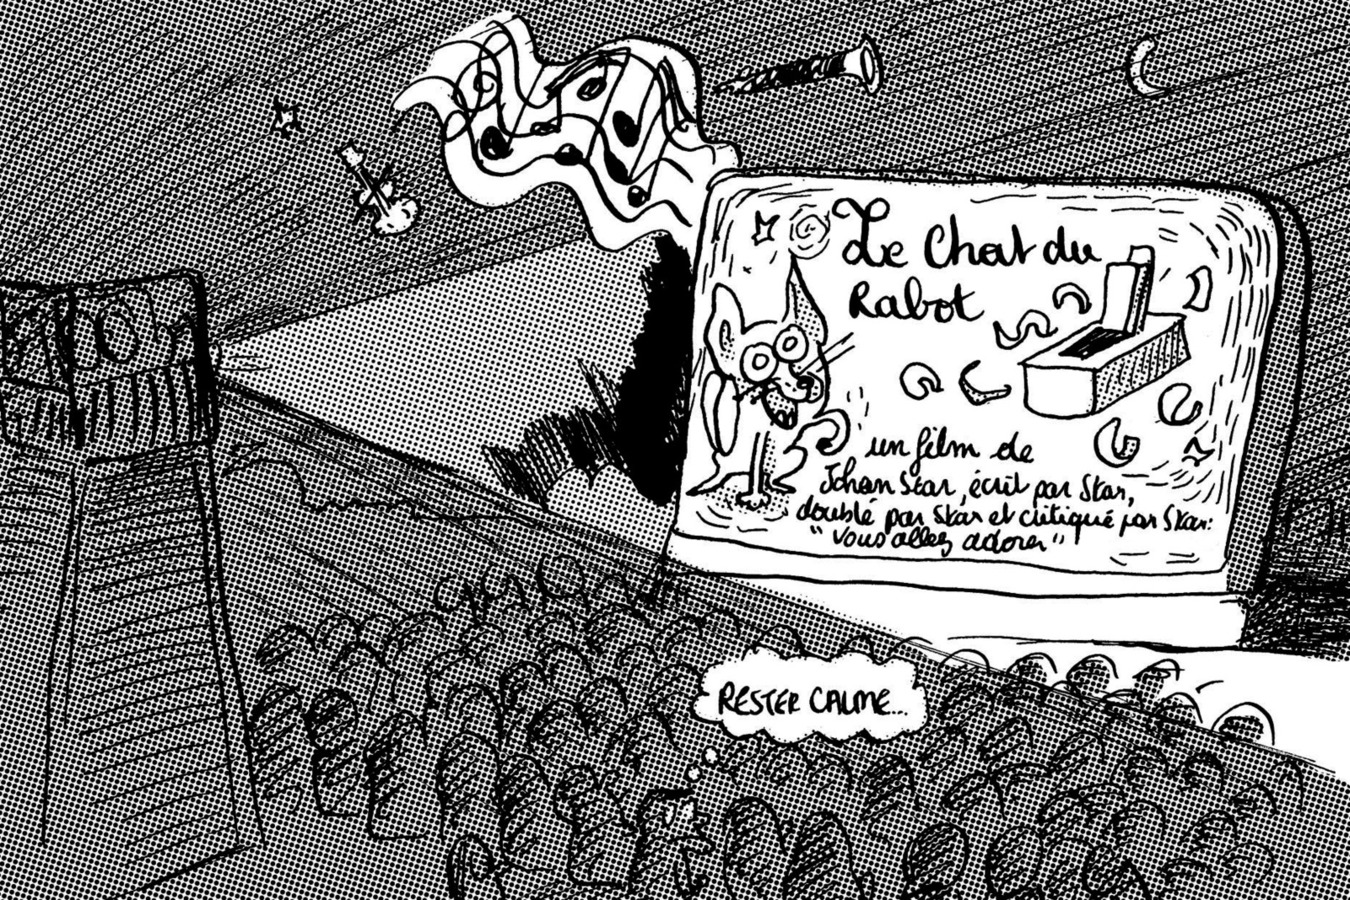 Le Chat du
Rabot
un film de
Johan Star, écrit par Star,
doublé par Star et critiqué par Star:
"Vous allez adorer"
RESTER CALME...